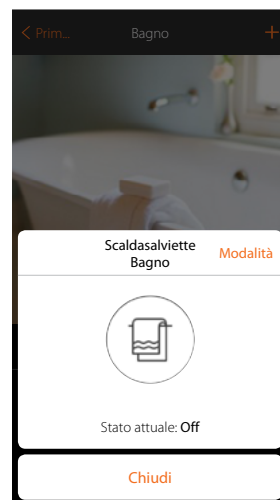 < Prim... Bagno +
Scaldasalviette
Bagno
Modalità
Stato attuale: Off
Chiudi